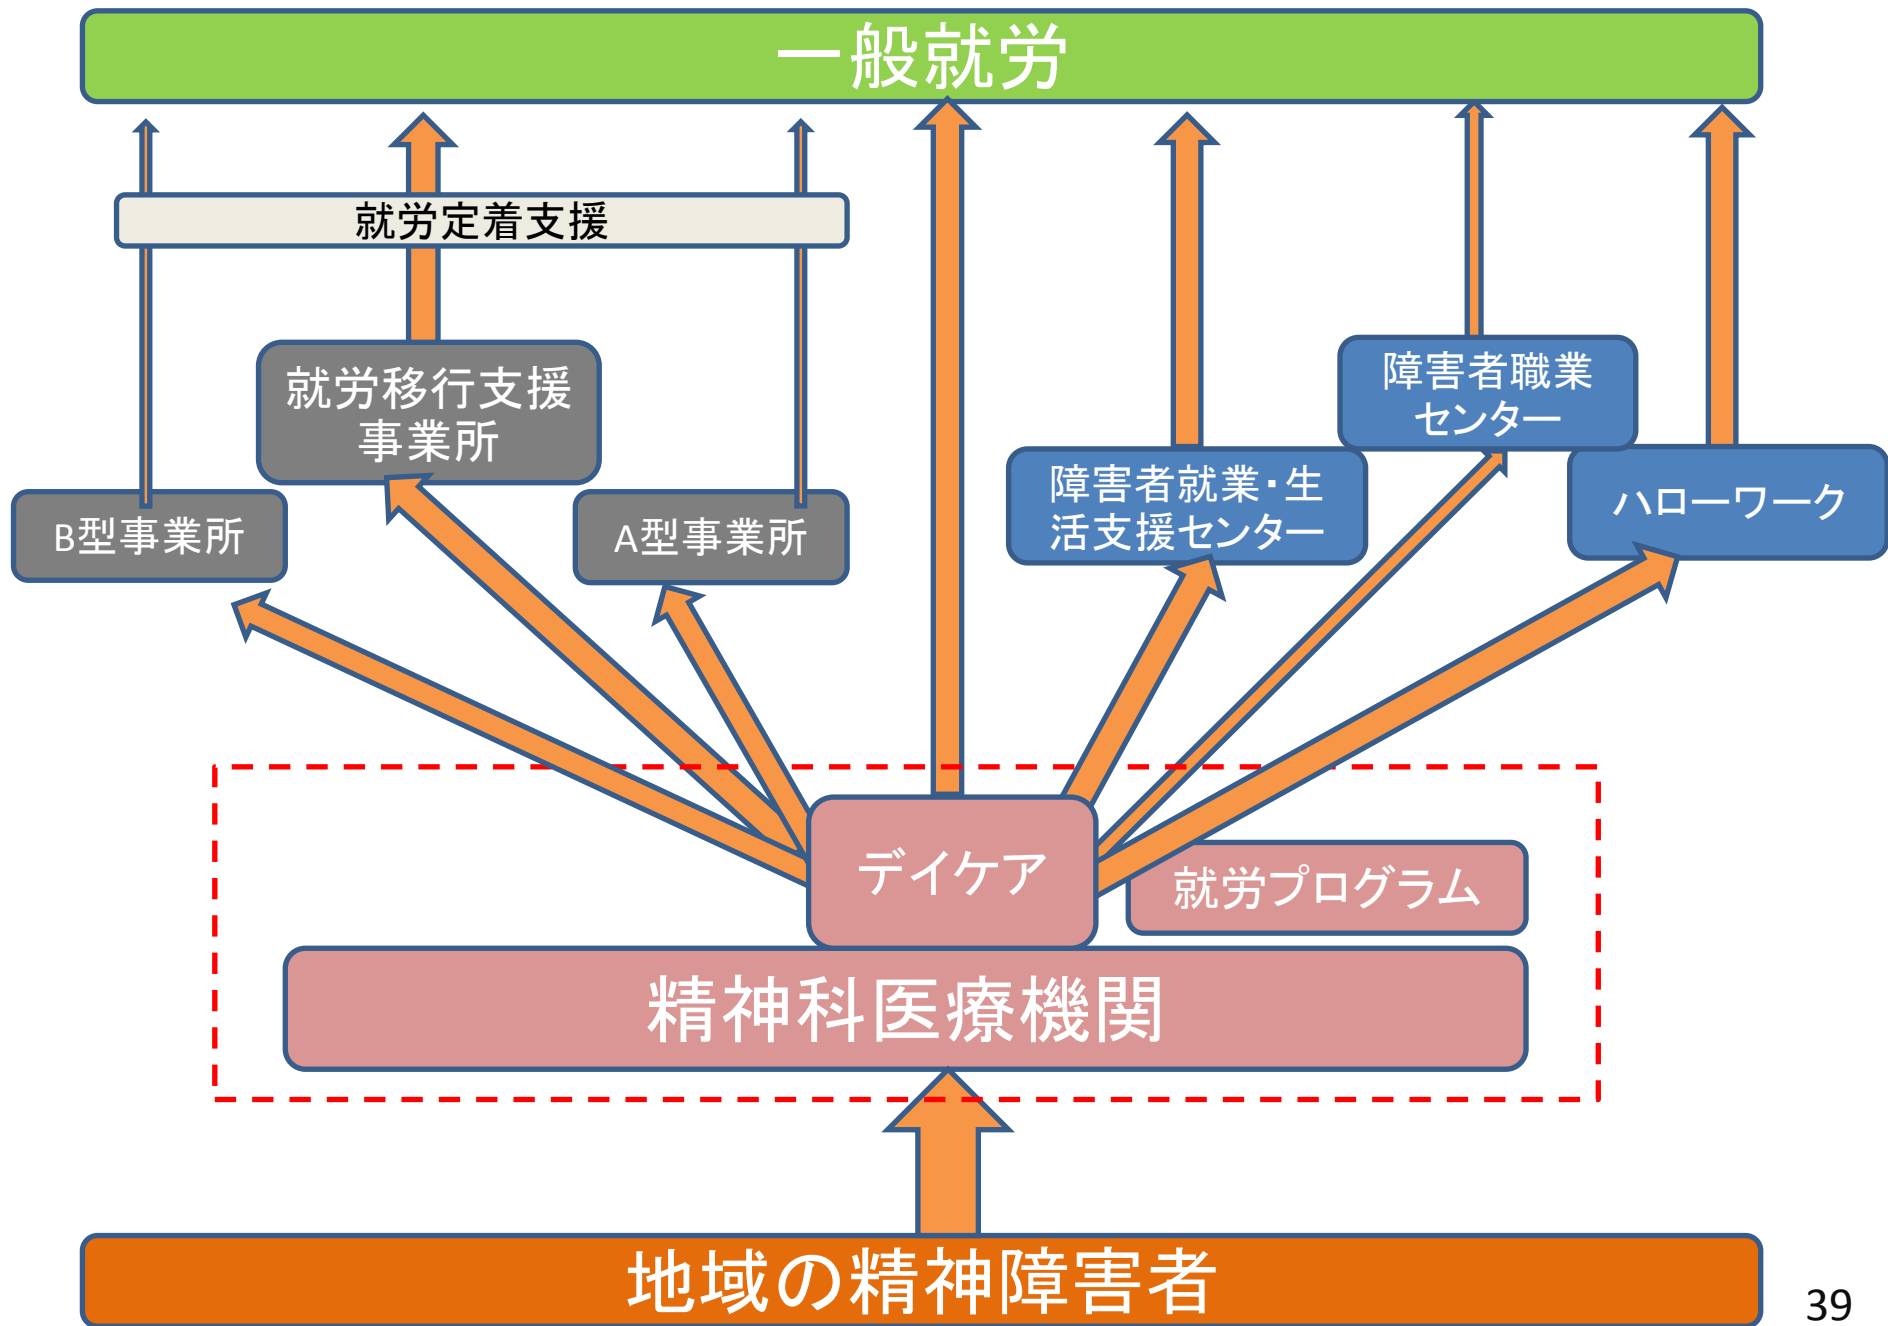 一般就労
就労定着支援
就労移行支援
事業所
B型事業所
A型事業所
障害者職業
センター
障害者就業・生
活支援センター
ハローワーク
デイケア
就労プログラム
精神科医療機関
地域の精神障害者
39